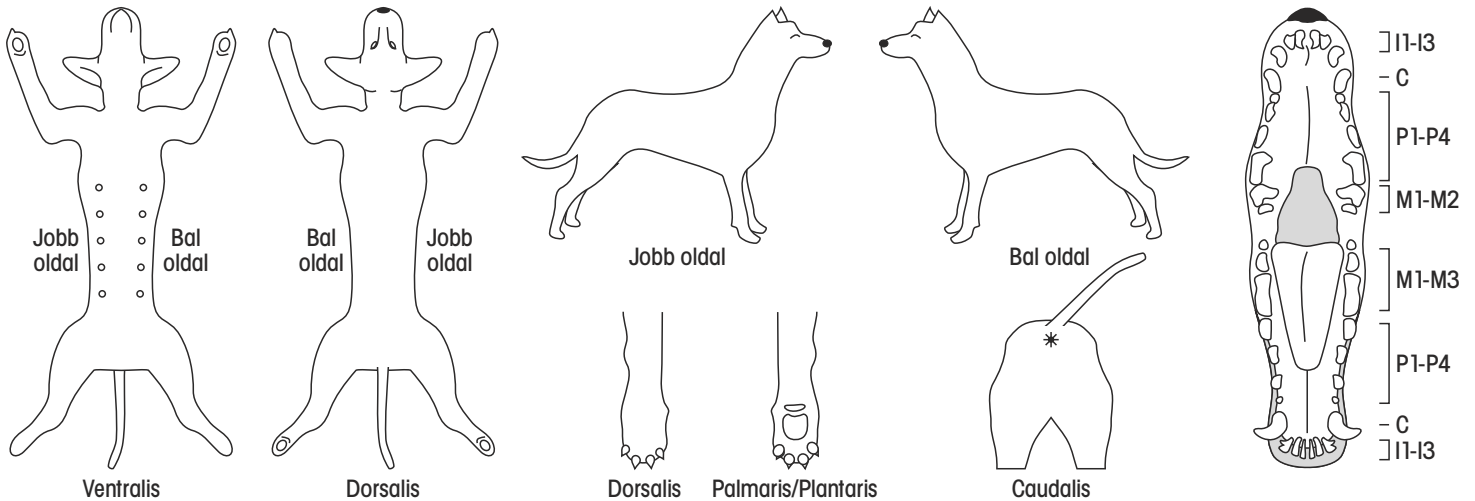 Jobb
oldal
Bal
oldal
Ventralis
Bal
oldal
Jobb
oldal
Dorsalis
Jobb oldal
Bal oldal
Dorsalis
Palmaris/Plantaris
Caudalis
I1-I3
C
P1-P4
M1-M2
M1-M3
P1-P4
C
I1-I3